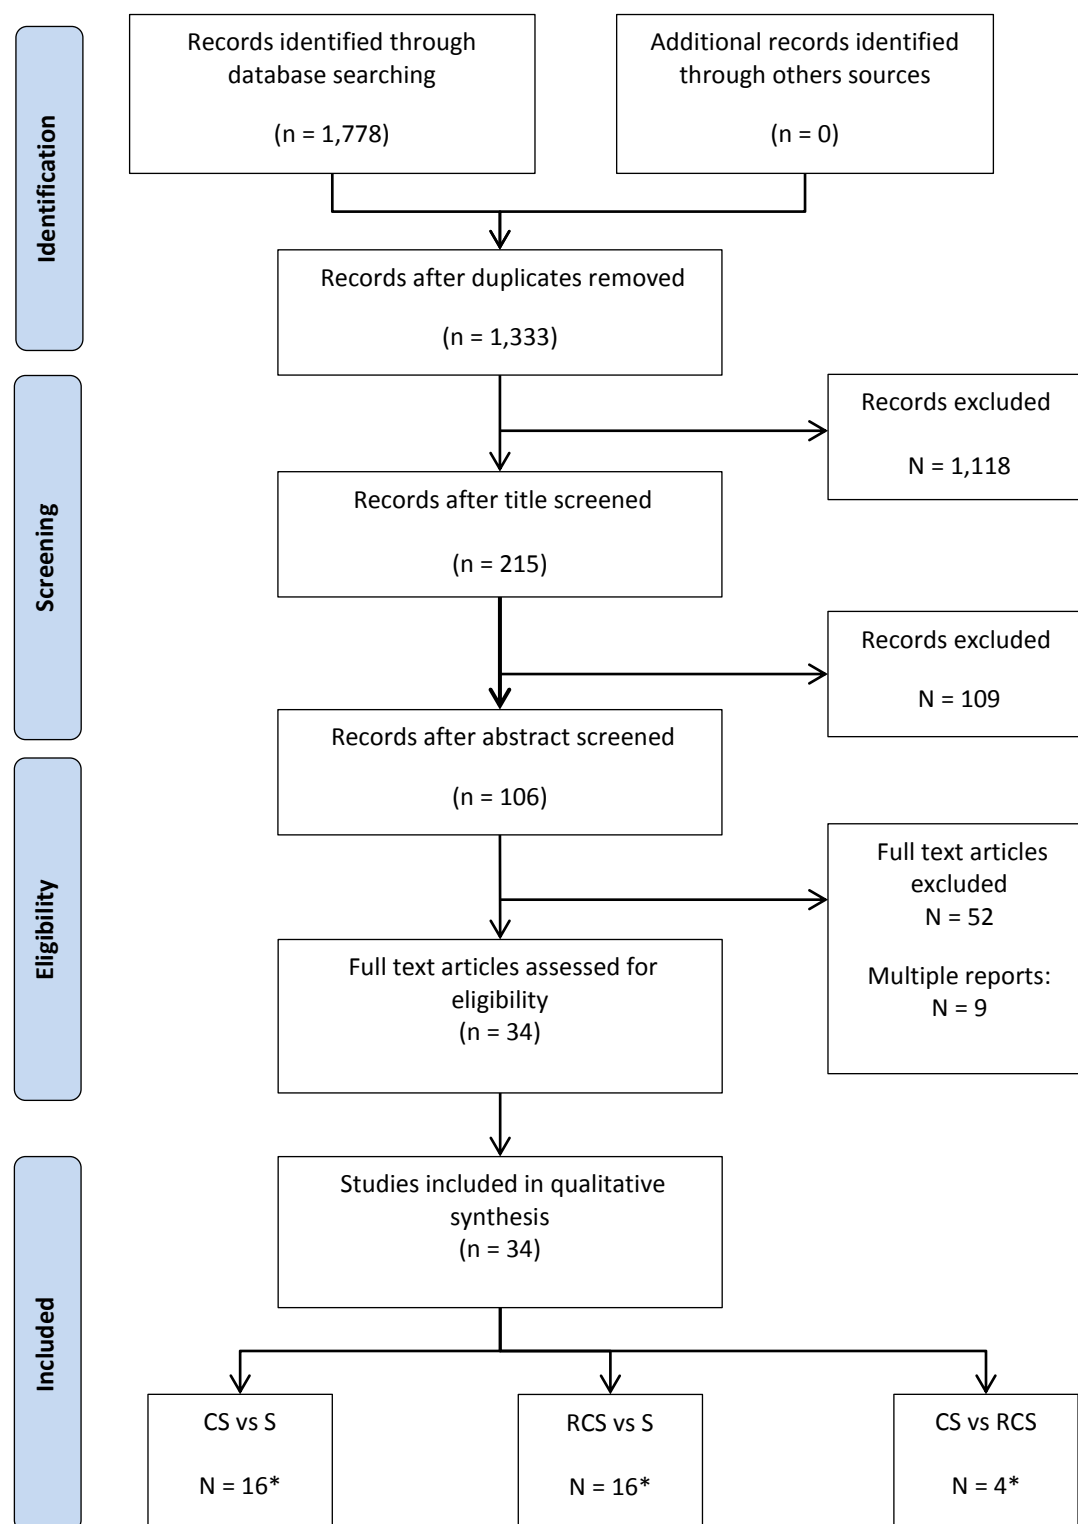 Identification
Records identified through
database searching
(n = 1,778)
Additional records identified
through others sources
(n = 0)
Records after duplicates removed
(n = 1,333)
Screening
Records excluded
N = 1,118
Records after title screened
(n = 215)
Records excluded
N = 109
Records after abstract screened
(n = 106)
Eligibility
Full text articles
excluded
N = 52
Multiple reports:
N = 9
Full text articles assessed for
eligibility
(n = 34)
Included
Studies included in qualitative
synthesis
(n = 34)
CS vs S
N = 16*
RCS vs S
N = 16*
CS vs RCS
N = 4*